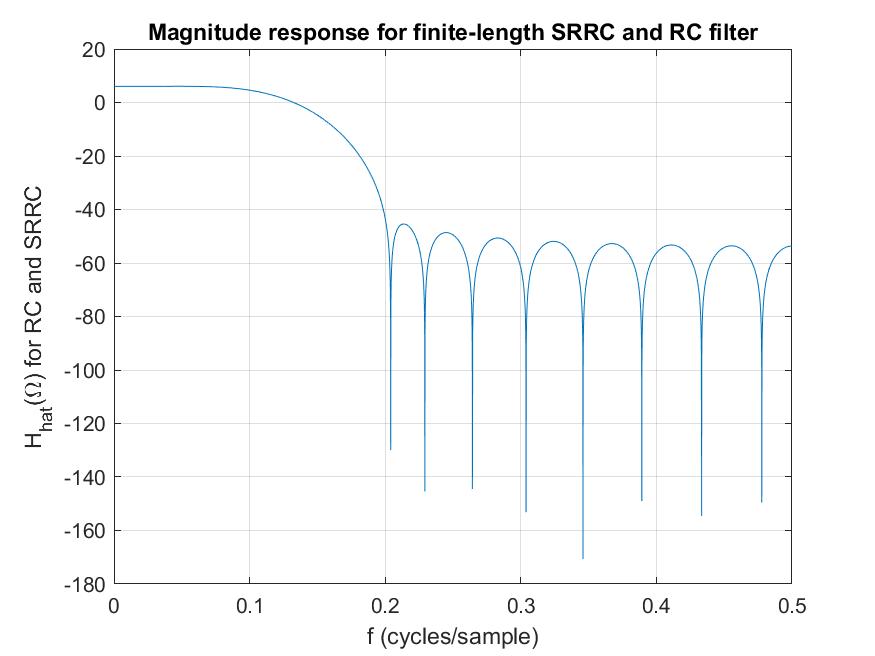 Magnitude response for finite-length SRRC and RC filter
20
0
-20
-40
-60
-80
-100
-120
-140
-160
-180
H_hat(Ω) for RC and SRRC
0 0.1 0.2 0.3 0.4 0.5
f (cycles/sample)